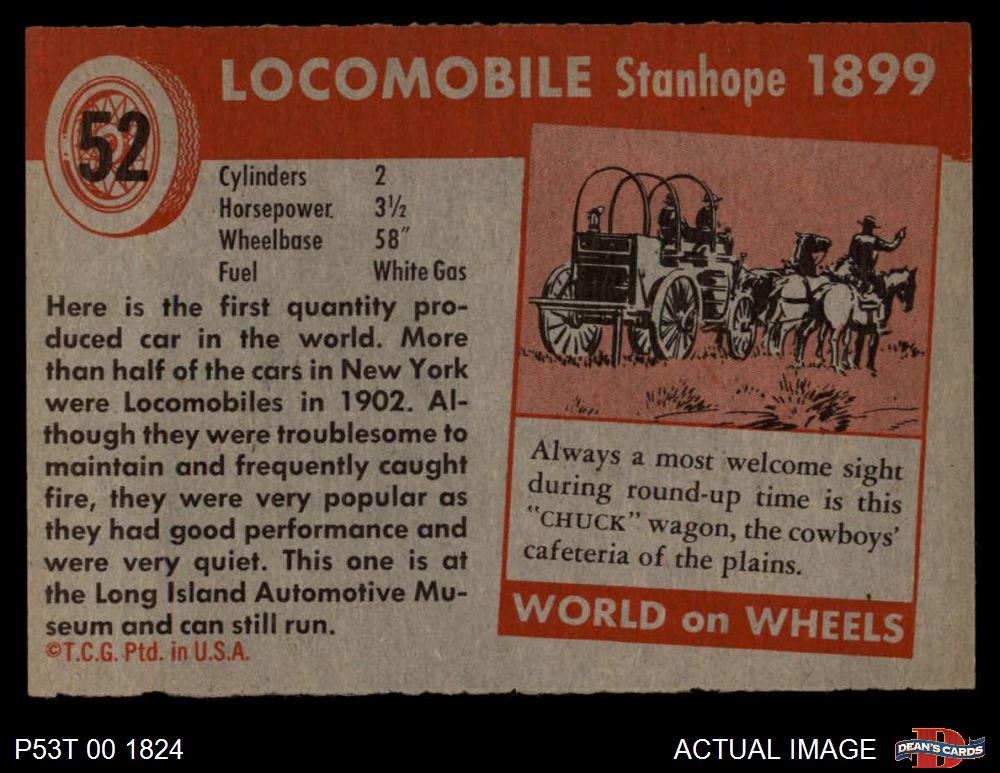 52
LOCOMOBILE Stanhope 1899
Cylinders 2
Horsepower. 3½
Wheelbase 58"
Fuel White Gas
Here is the first quantity pro-
duced car in the world. More
than half of the cars in New York
were Locomobiles in 1902. Al-
though they were troublesome to
maintain and frequently caught
fire, they were very popular as
they had good performance and
were very quiet. This one is at
the Long Island Automotive Mu-
seum and can still run.
©T.C.G. Ptd. in U.S.A.
Always a most welcome sight
during round-up time is this
"CHUCK" wagon, the cowboys'
cafeteria of the plains.
WORLD on WHEELS
P53T 00 1824
ACTUAL IMAGE
D
DEAN'S CARDS